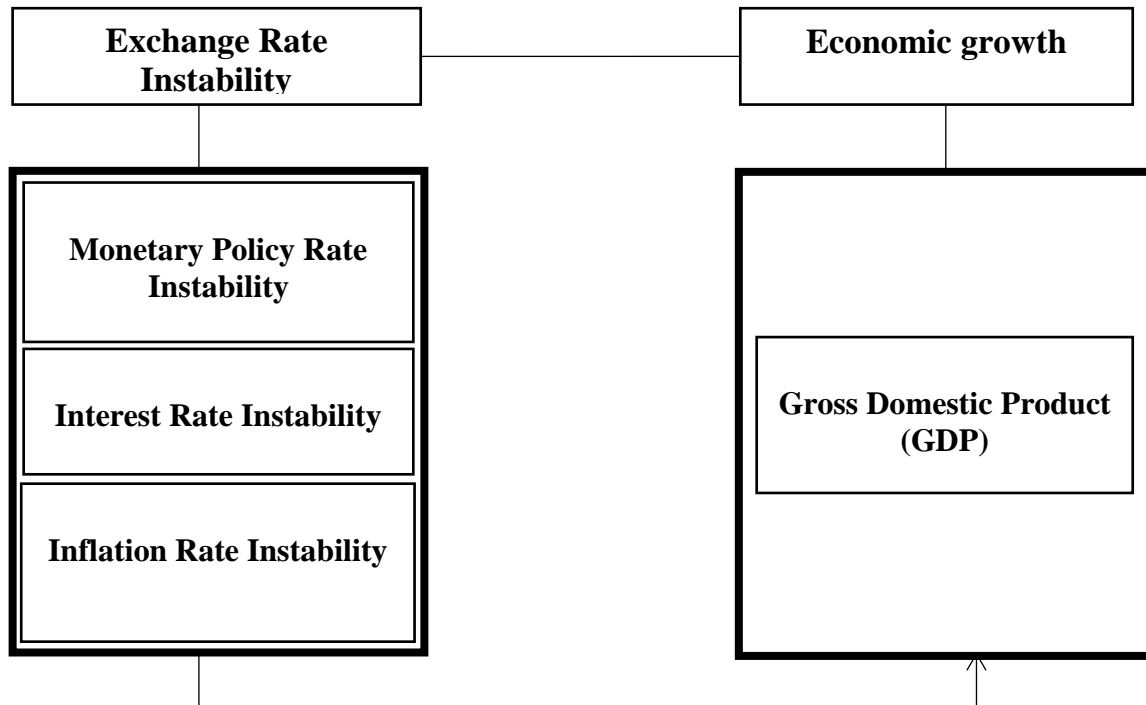 Exchange Rate
Instability
Economic growth
Monetary Policy Rate
Instability
Interest Rate Instability
Inflation Rate Instability
Gross Domestic Product
(GDP)